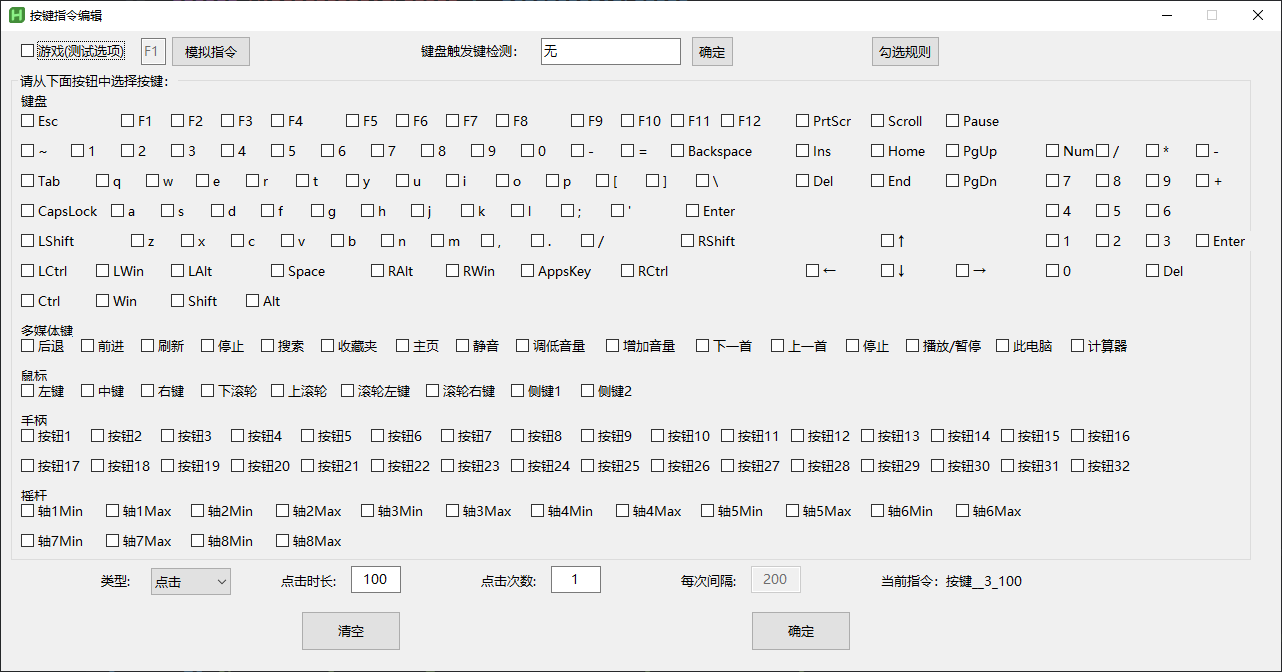 按键指令编辑
游戏(测试选项) F1 模拟指令 键盘触发键检测: 无 确定 勾选规则
请从下面按钮中选择按键:
键盘
Esc F1 F2 F3 F4 F5 F6 F7 F8 F9 F10 F11 F12 PrtScr Scroll Pause
~ 1 2 3 4 5 6 7 8 9 0 - = Backspace Ins Home PgUp Num / * -
Tab q w e r t y u i o p [ ] \ Del End PgDn 7 8 9 +
CapsLock a s d f g h j k l ; ' Enter 4 5 6
LShift z x c v b n m , . / RShift ↑ 1 2 3 Enter
LCtrl LWin LAlt Space RAlt RWin AppsKey RCtrl ← ↓ → 0 Del
Ctrl Win Shift Alt
多媒体键
后退 前进 刷新 停止 搜索 收藏夹 主页 静音 调低音量 增加音量 下一首 上一首 停止 播放/暂停 此电脑 计算器
鼠标
左键 中键 右键 下滚轮 上滚轮 滚轮左键 滚轮右键 侧键1 侧键2
手柄
按钮1 按钮2 按钮3 按钮4 按钮5 按钮6 按钮7 按钮8 按钮9 按钮10 按钮11 按钮12 按钮13 按钮14 按钮15 按钮16
按钮17 按钮18 按钮19 按钮20 按钮21 按钮22 按钮23 按钮24 按钮25 按钮26 按钮27 按钮28 按钮29 按钮30 按钮31 按钮32
摇杆
轴1Min 轴1Max 轴2Min 轴2Max 轴3Min 轴3Max 轴4Min 轴4Max 轴5Min 轴5Max 轴6Min 轴6Max
轴7Min 轴7Max 轴8Min 轴8Max
类型: 点击 点击时长: 100 点击次数: 1 每次间隔: 200 当前指令: 按键__3_100
清空 确定